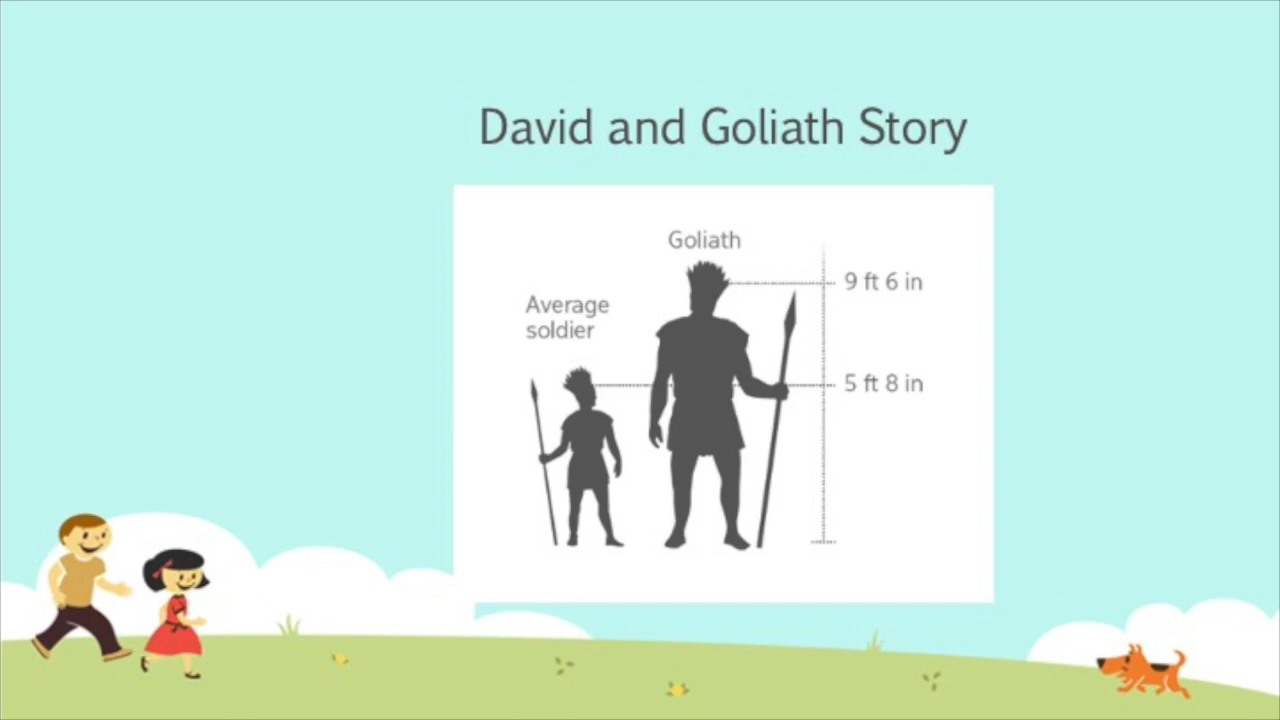 David and Goliath Story
Goliath
9 ft 6 in
Average
soldier
5 ft 8 in